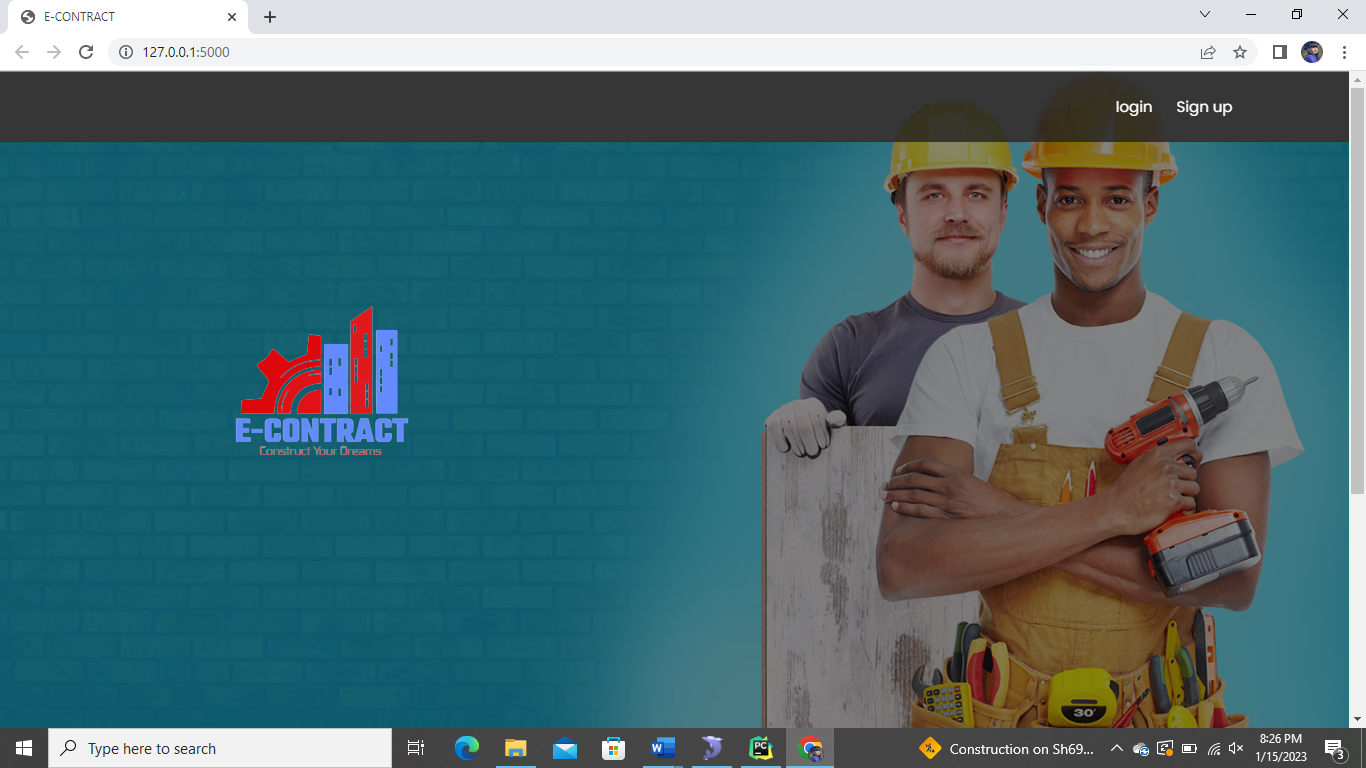 E-CONTRACT
127.0.0.1:5000
login Sign up
E-CONTRACT
Construct Your Dreams
30'
Type here to search
W
PC
Construction on Sh69...
8:26 PM
1/15/2023
3